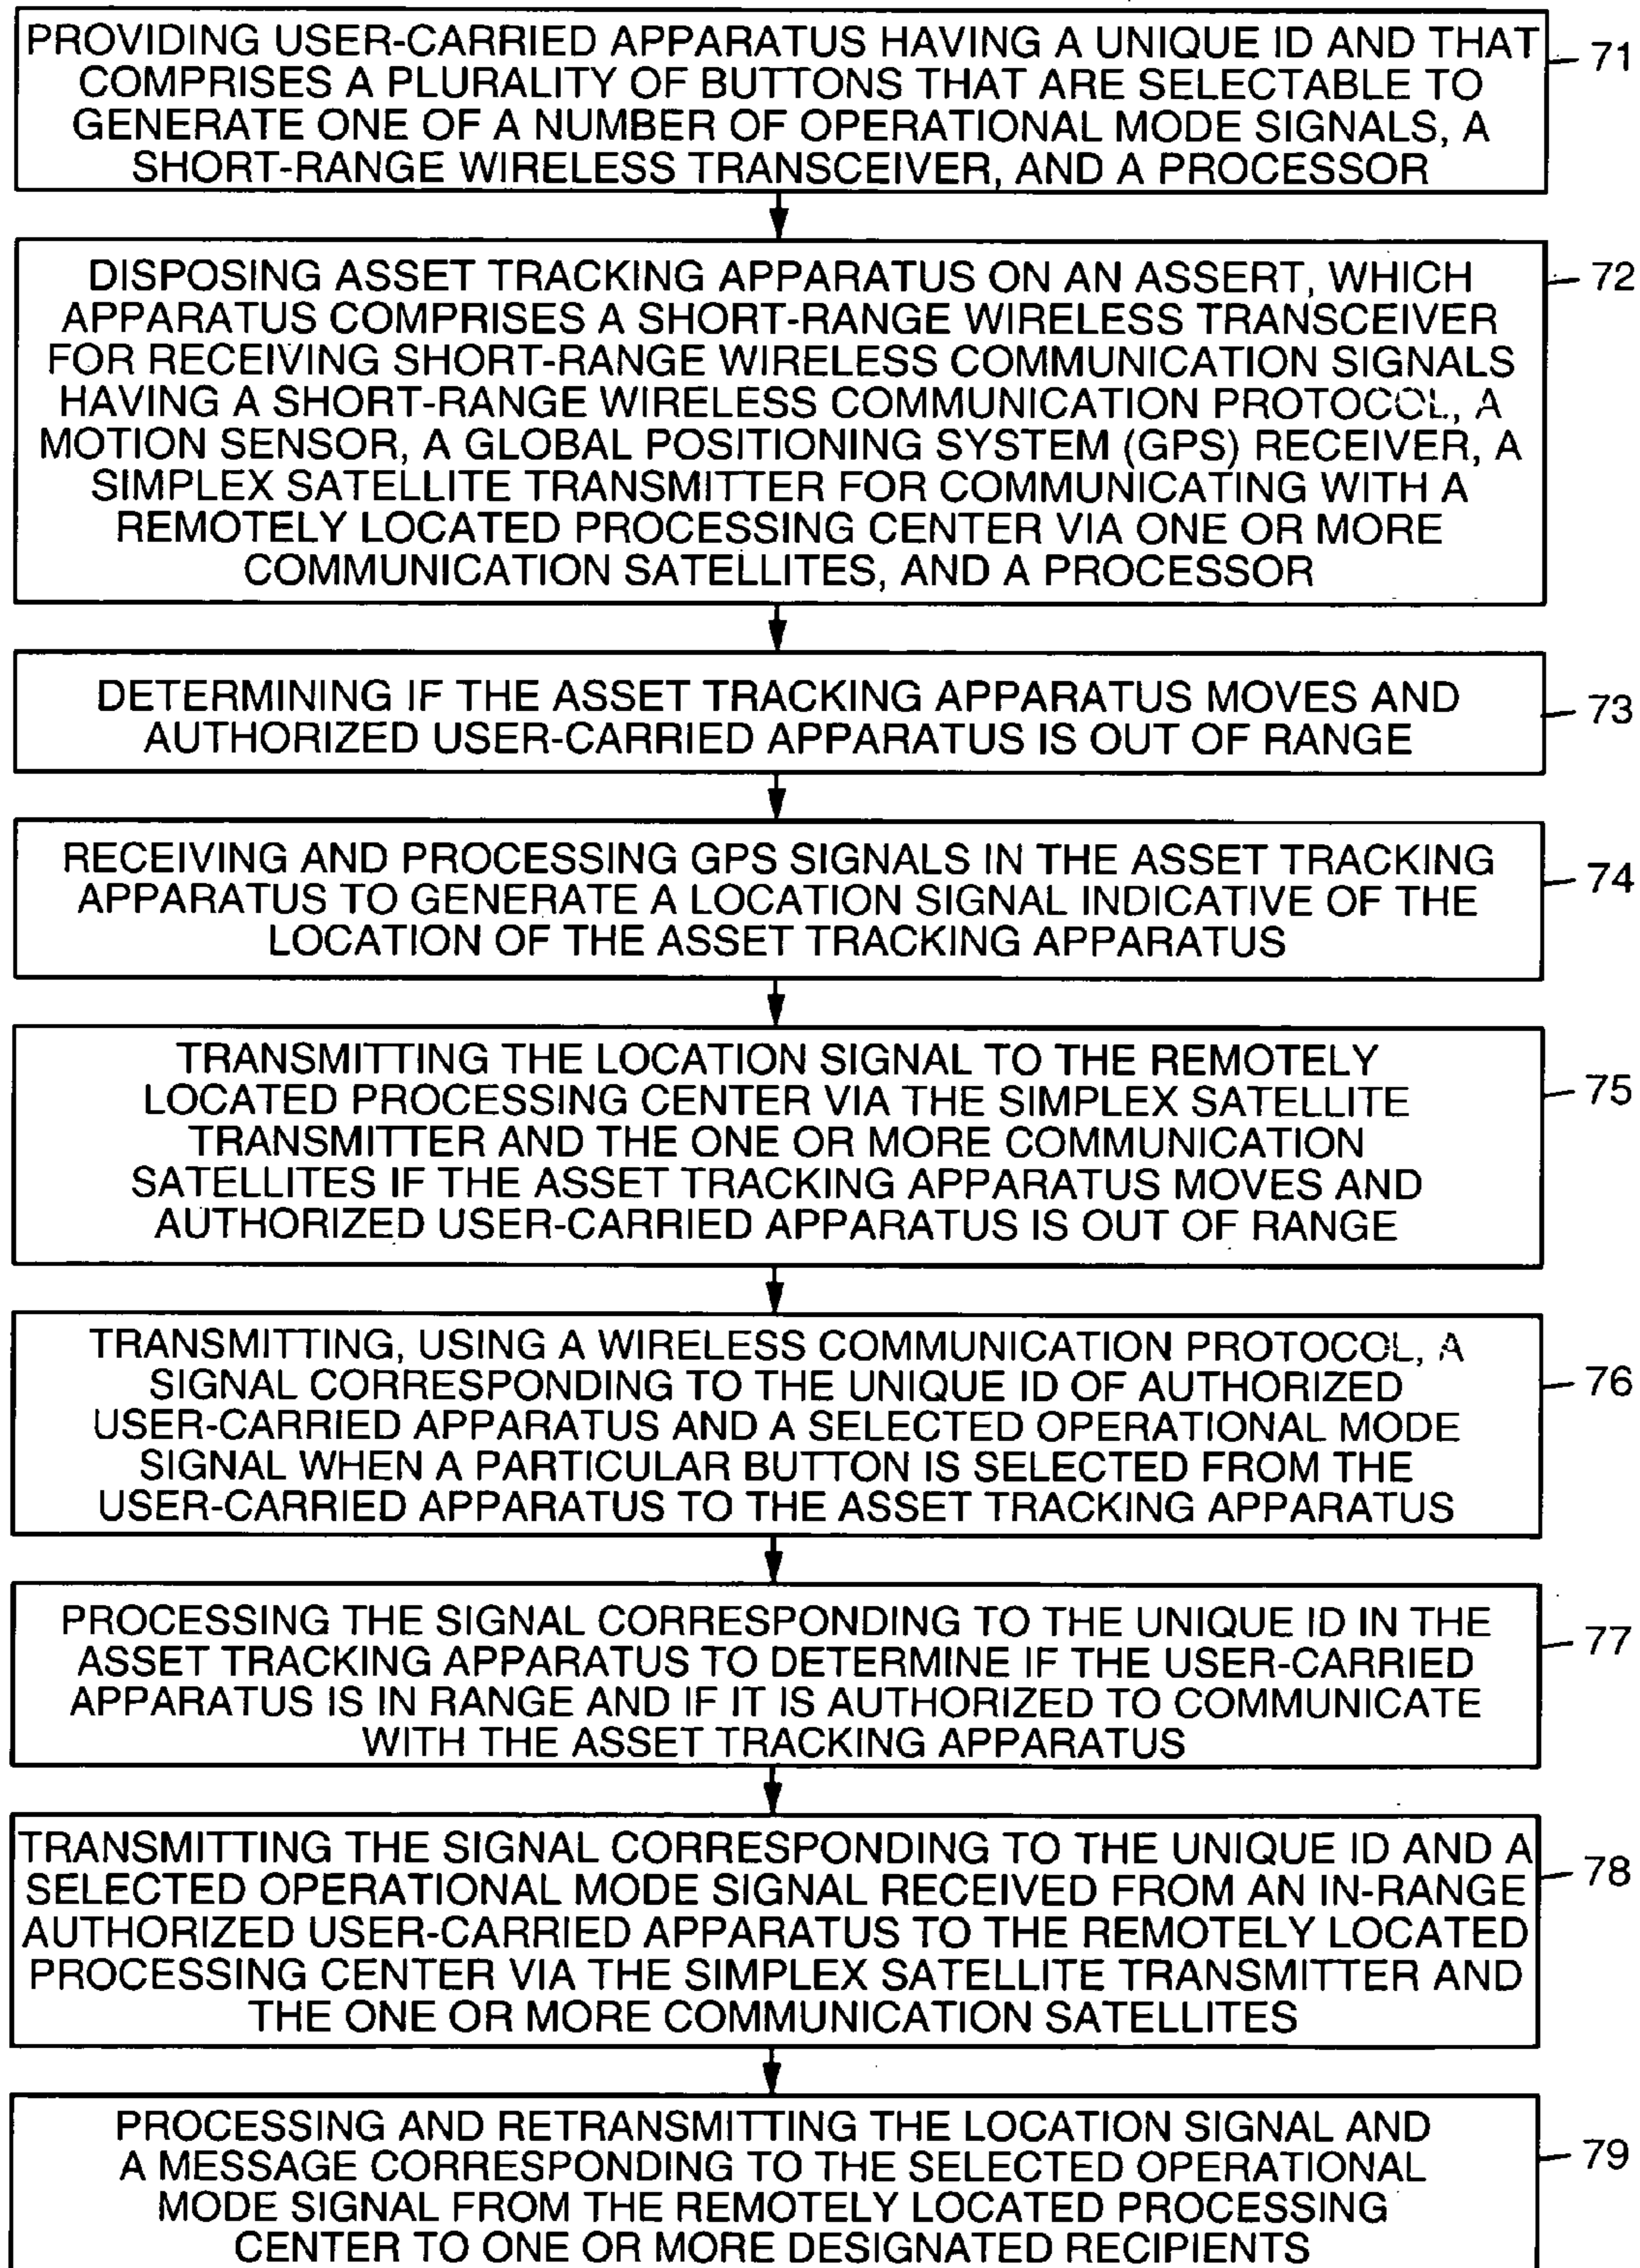 PROVIDING USER-CARRIED APPARATUS HAVING A UNIQUE ID AND THAT
COMPRISES A PLURALITY OF BUTTONS THAT ARE SELECTABLE TO
GENERATE ONE OF A NUMBER OF OPERATIONAL MODE SIGNALS, A
SHORT-RANGE WIRELESS TRANSCEIVER, AND A PROCESSOR
71
DISPOSING ASSET TRACKING APPARATUS ON AN ASSERT, WHICH
APPARATUS COMPRISES A SHORT-RANGE WIRELESS TRANSCEIVER
FOR RECEIVING SHORT-RANGE WIRELESS COMMUNICATION SIGNALS
HAVING A SHORT-RANGE WIRELESS COMMUNICATION PROTOCOL, A
MOTION SENSOR, A GLOBAL POSITIONING SYSTEM (GPS) RECEIVER, A
SIMPLEX SATELLITE TRANSMITTER FOR COMMUNICATING WITH A
REMOTELY LOCATED PROCESSING CENTER VIA ONE OR MORE
COMMUNICATION SATELLITES, AND A PROCESSOR
72
DETERMINING IF THE ASSET TRACKING APPARATUS MOVES AND
AUTHORIZED USER-CARRIED APPARATUS IS OUT OF RANGE
73
RECEIVING AND PROCESSING GPS SIGNALS IN THE ASSET TRACKING
APPARATUS TO GENERATE A LOCATION SIGNAL INDICATIVE OF THE
LOCATION OF THE ASSET TRACKING APPARATUS
74
TRANSMITTING THE LOCATION SIGNAL TO THE REMOTELY
LOCATED PROCESSING CENTER VIA THE SIMPLEX SATELLITE
TRANSMITTER AND THE ONE OR MORE COMMUNICATION
SATELLITES IF THE ASSET TRACKING APPARATUS MOVES AND
AUTHORIZED USER-CARRIED APPARATUS IS OUT OF RANGE
75
TRANSMITTING, USING A WIRELESS COMMUNICATION PROTOCOL, A
SIGNAL CORRESPONDING TO THE UNIQUE ID OF AUTHORIZED
USER-CARRIED APPARATUS AND A SELECTED OPERATIONAL MODE
SIGNAL WHEN A PARTICULAR BUTTON IS SELECTED FROM THE
USER-CARRIED APPARATUS TO THE ASSET TRACKING APPARATUS
76
PROCESSING THE SIGNAL CORRESPONDING TO THE UNIQUE ID IN THE
ASSET TRACKING APPARATUS TO DETERMINE IF THE USER-CARRIED
APPARATUS IS IN RANGE AND IF IT IS AUTHORIZED TO COMMUNICATE
WITH THE ASSET TRACKING APPARATUS
77
TRANSMITTING THE SIGNAL CORRESPONDING TO THE UNIQUE ID AND A
SELECTED OPERATIONAL MODE SIGNAL RECEIVED FROM AN IN-RANGE
AUTHORIZED USER-CARRIED APPARATUS TO THE REMOTELY LOCATED
PROCESSING CENTER VIA THE SIMPLEX SATELLITE TRANSMITTER AND
THE ONE OR MORE COMMUNICATION SATELLITES
78
PROCESSING AND RETRANSMITTING THE LOCATION SIGNAL AND
A MESSAGE CORRESPONDING TO THE SELECTED OPERATIONAL
MODE SIGNAL FROM THE REMOTELY LOCATED PROCESSING
CENTER TO ONE OR MORE DESIGNATED RECIPIENTS
79